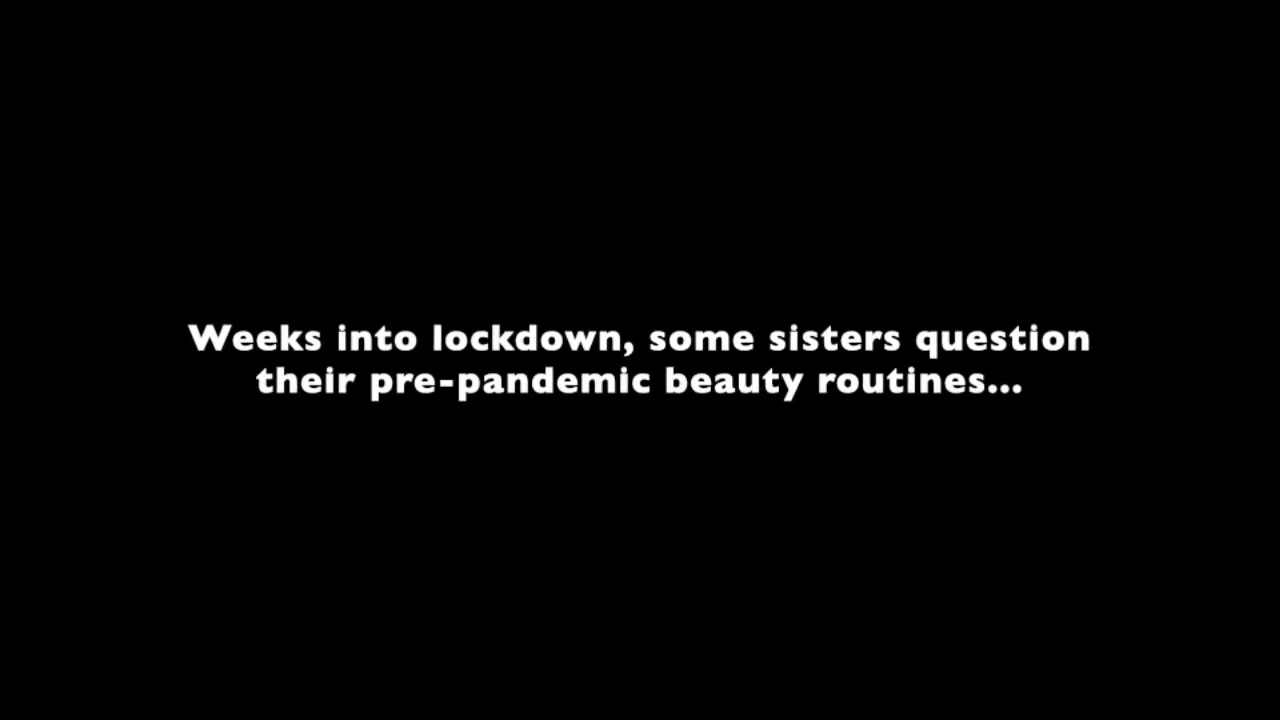 Weeks into lockdown, some sisters question
their pre-pandemic beauty routines...